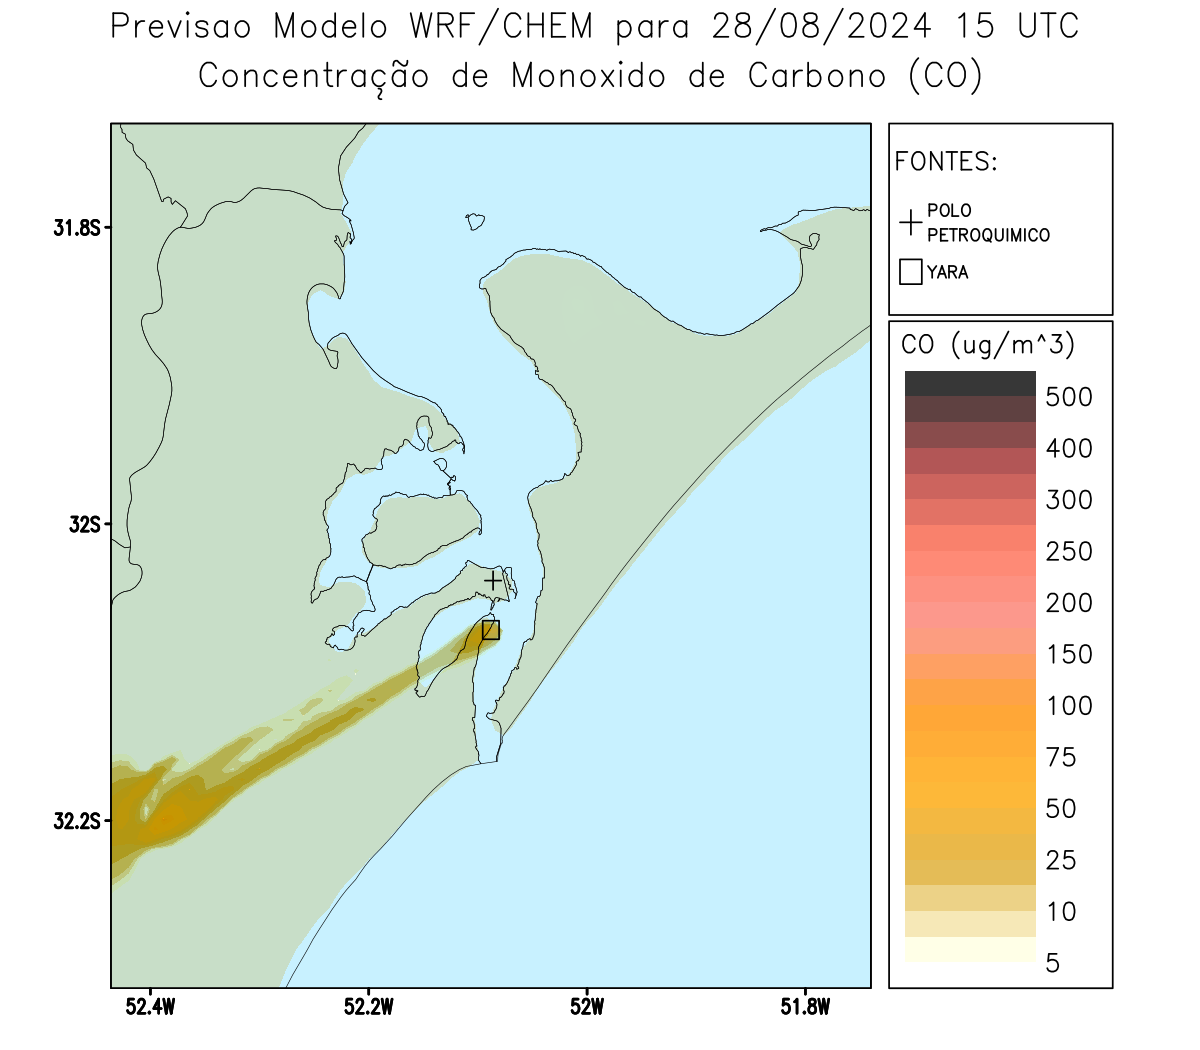 Previsao Modelo WRF/CHEM para 28/08/2024 15 UTC
Concentração de Monoxido de Carbono (CO)
FONTES:
POLO
PETROQUIMICO
YARA
CO (ug/m^3)
500
400
300
250
200
150
100
75
50
25
10
5
31.8S
32S
32.2S
52.4W
52.2W
52W
51.8W